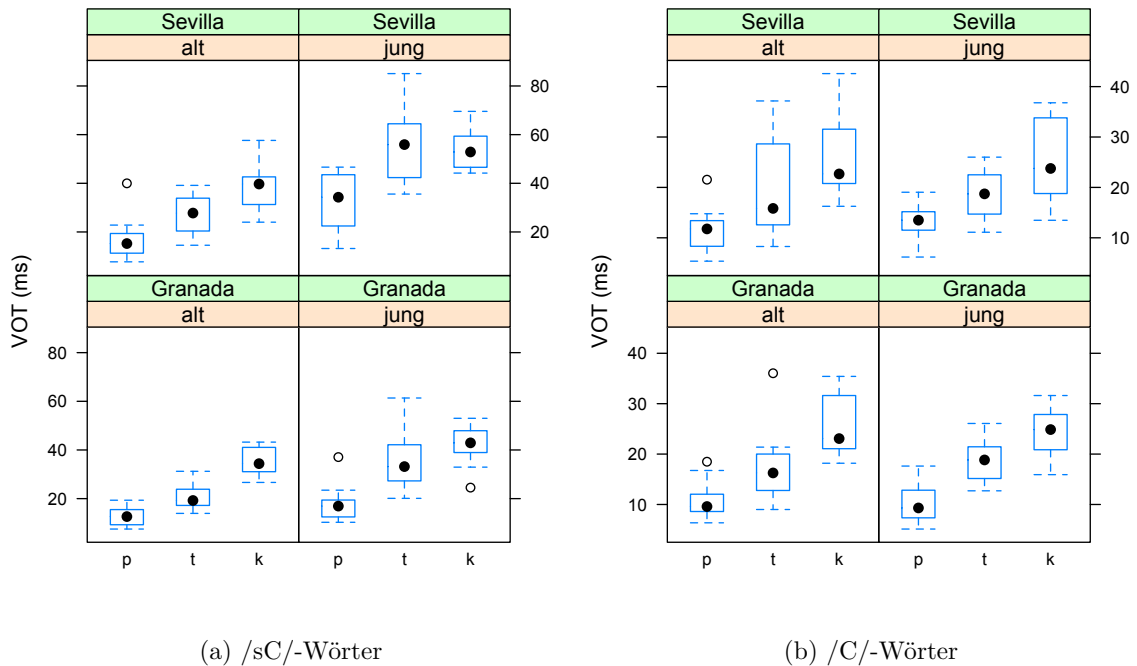 Sevilla Sevilla
alt jung
80
60
40
20
Granada Granada
alt jung
80
60
40
20
p t k p t k
VOT (ms)
(a) /sC/-Wörter
Sevilla Sevilla
alt jung
40
30
20
10
Granada Granada
alt jung
40
30
20
10
p t k p t k
VOT (ms)
(b) /C/-Wörter